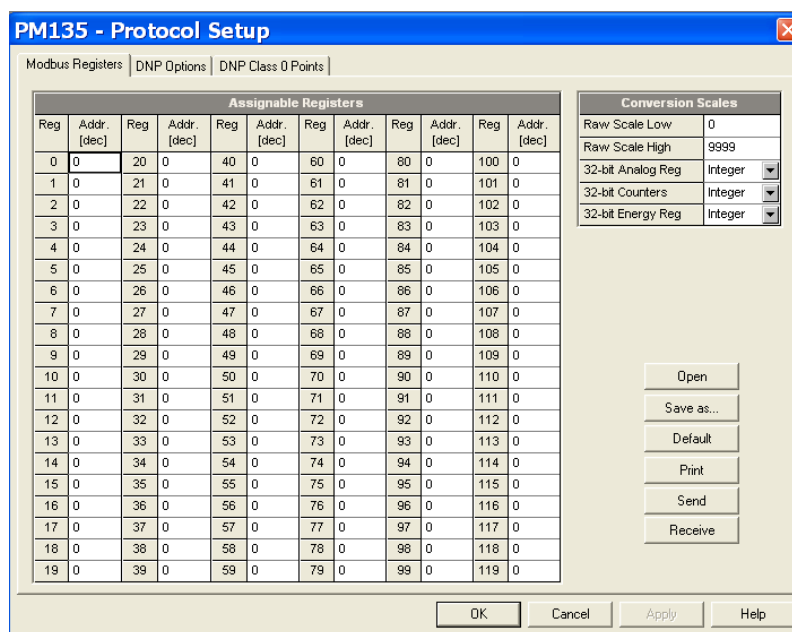 PM135 - Protocol Setup
Modbus Registers DNP Options DNP Class 0 Points
Assignable Registers
Reg Addr. [dec] Reg Addr. [dec] Reg Addr. [dec] Reg Addr. [dec] Reg Addr. [dec] Reg Addr. [dec]
0 0 20 0 40 0 60 0 80 0 100 0
1 0 21 0 41 0 61 0 81 0 101 0
2 0 22 0 42 0 62 0 82 0 102 0
3 0 23 0 43 0 63 0 83 0 103 0
4 0 24 0 44 0 64 0 84 0 104 0
5 0 25 0 45 0 65 0 85 0 105 0
6 0 26 0 46 0 66 0 86 0 106 0
7 0 27 0 47 0 67 0 87 0 107 0
8 0 28 0 48 0 68 0 88 0 108 0
9 0 29 0 49 0 69 0 89 0 109 0
10 0 30 0 50 0 70 0 90 0 110 0
11 0 31 0 51 0 71 0 91 0 111 0
12 0 32 0 52 0 72 0 92 0 112 0
13 0 33 0 53 0 73 0 93 0 113 0
14 0 34 0 54 0 74 0 94 0 114 0
15 0 35 0 55 0 75 0 95 0 115 0
16 0 36 0 56 0 76 0 96 0 116 0
17 0 37 0 57 0 77 0 97 0 117 0
18 0 38 0 58 0 78 0 98 0 118 0
19 0 39 0 59 0 79 0 99 0 119 0
Conversion Scales
Raw Scale Low 0
Raw Scale High 9999
32-bit Analog Reg Integer
32-bit Counters Integer
32-bit Energy Reg Integer
Open
Save as...
Default
Print
Send
Receive
OK Cancel Apply Help